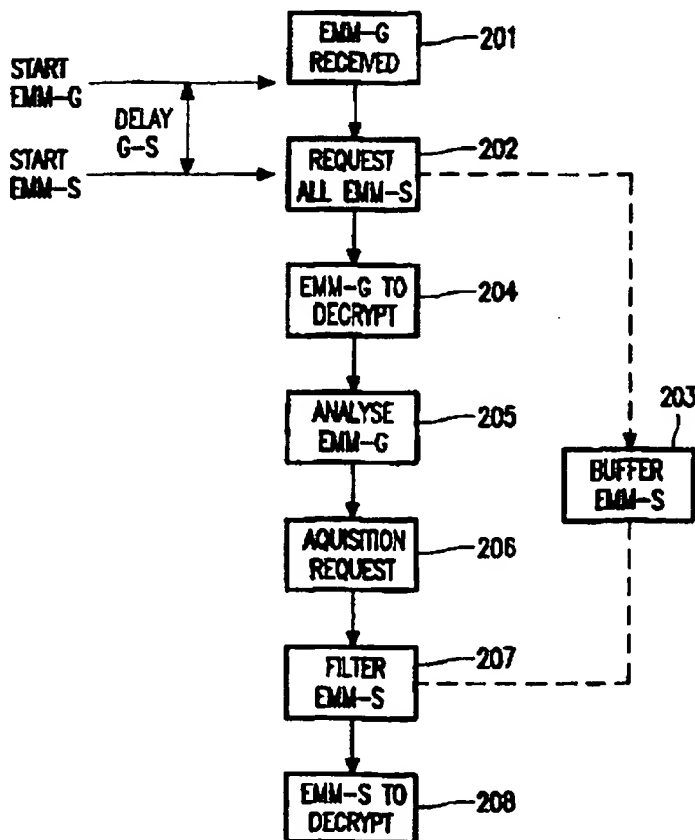 EMM-G
RECEIVED
201
START
EMM-G
DELAY
G-S
START
EMM-S
REQUEST
ALL EMM-S
202
EMM-G TO
DECRYPT
204
ANALYSE
EMM-G
205
203
BUFFER
EMM-S
AQUISITION
REQUEST
206
FILTER
EMM-S
207
EMM-S TO
DECRYPT
208